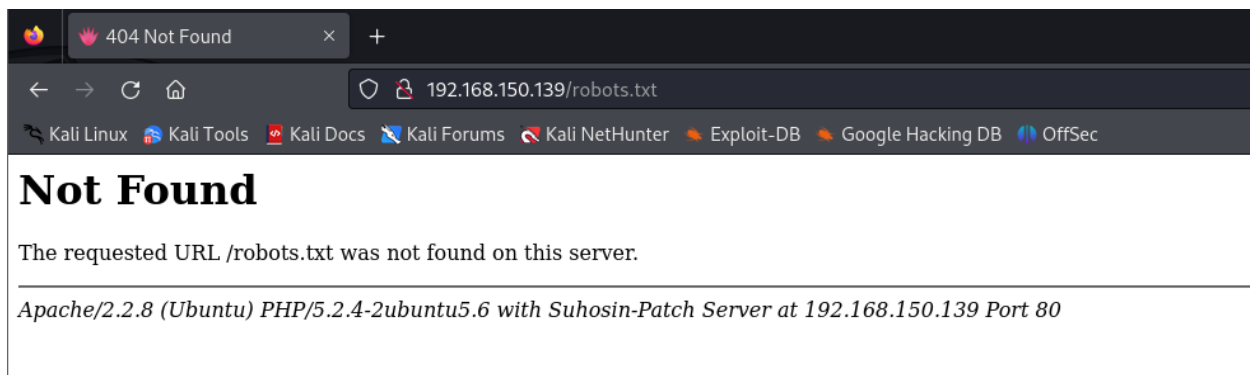 404 Not Found
192.168.150.139/robots.txt
Kali Linux Kali Tools Kali Docs Kali Forums Kali NetHunter Exploit-DB Google Hacking DB OffSec
Not Found
The requested URL /robots.txt was not found on this server.
Apache/2.2.8 (Ubuntu) PHP/5.2.4-2ubuntu5.6 with Suhosin-Patch Server at 192.168.150.139 Port 80